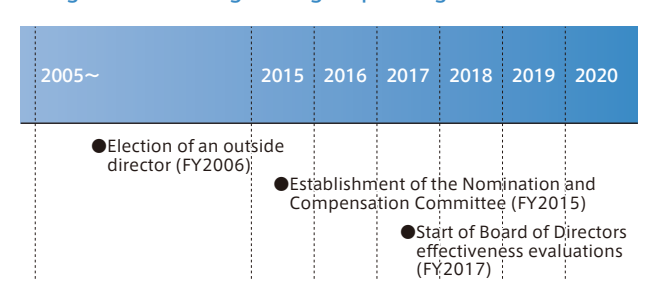 2005~
2015
2016
2017
2018
2019
2020
●Election of an outside
director (FY2006)
●Establishment of the Nomination and
Compensation Committee (FY2015)
●Start of Board of Directors
effectiveness evaluations
(FY2017)